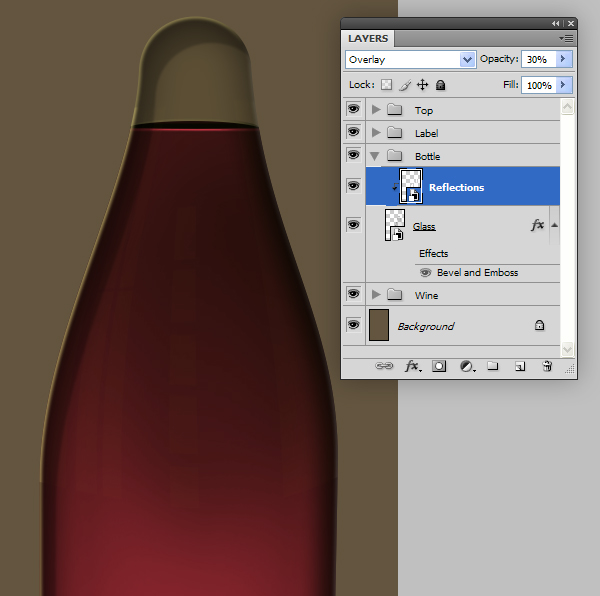 LAYERS
Overlay Opacity: 30%
Lock: Fill: 100%
Top
Label
Bottle
Reflections
Glass fx
Effects
Bevel and Emboss
Wine
Background
fx